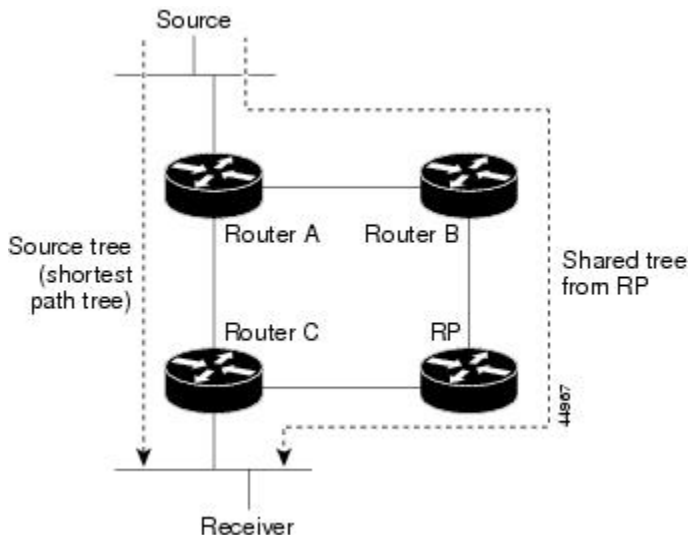 Source
Router A
Router B
Source tree
(shortest
path tree)
Shared tree
from RP
Router C
RP
44967
Receiver